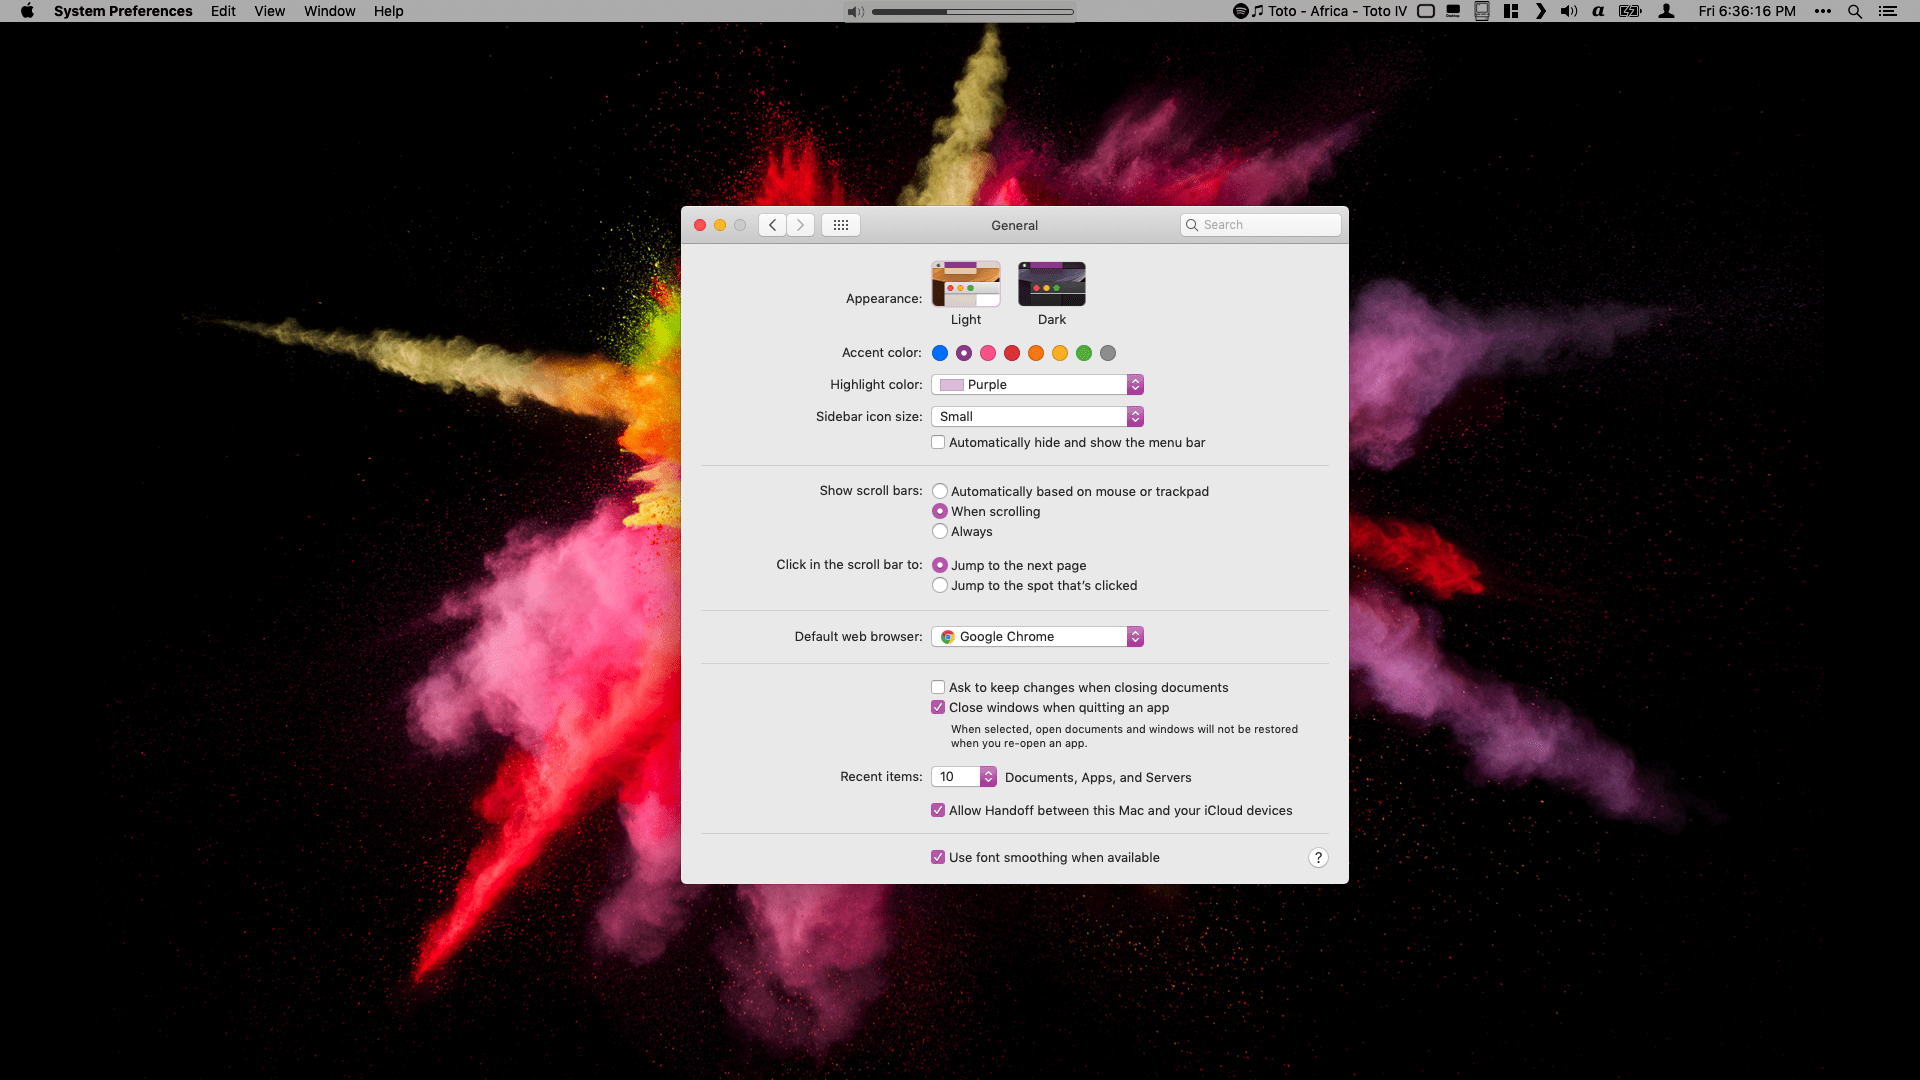 System Preferences Edit View Window Help
Toto - Africa - Toto IV Fri 6:36:16 PM
General
Search
Appearance:
Light Dark
Accent color:
Highlight color: Purple
Sidebar icon size: Small
Automatically hide and show the menu bar
Show scroll bars: Automatically based on mouse or trackpad
When scrolling
Always
Click in the scroll bar to: Jump to the next page
Jump to the spot that’s clicked
Default web browser: Google Chrome
Ask to keep changes when closing documents
Close windows when quitting an app
When selected, open documents and windows will not be restored
when you re-open an app.
Recent items: 10 Documents, Apps, and Servers
Allow Handoff between this Mac and your iCloud devices
Use font smoothing when available
?